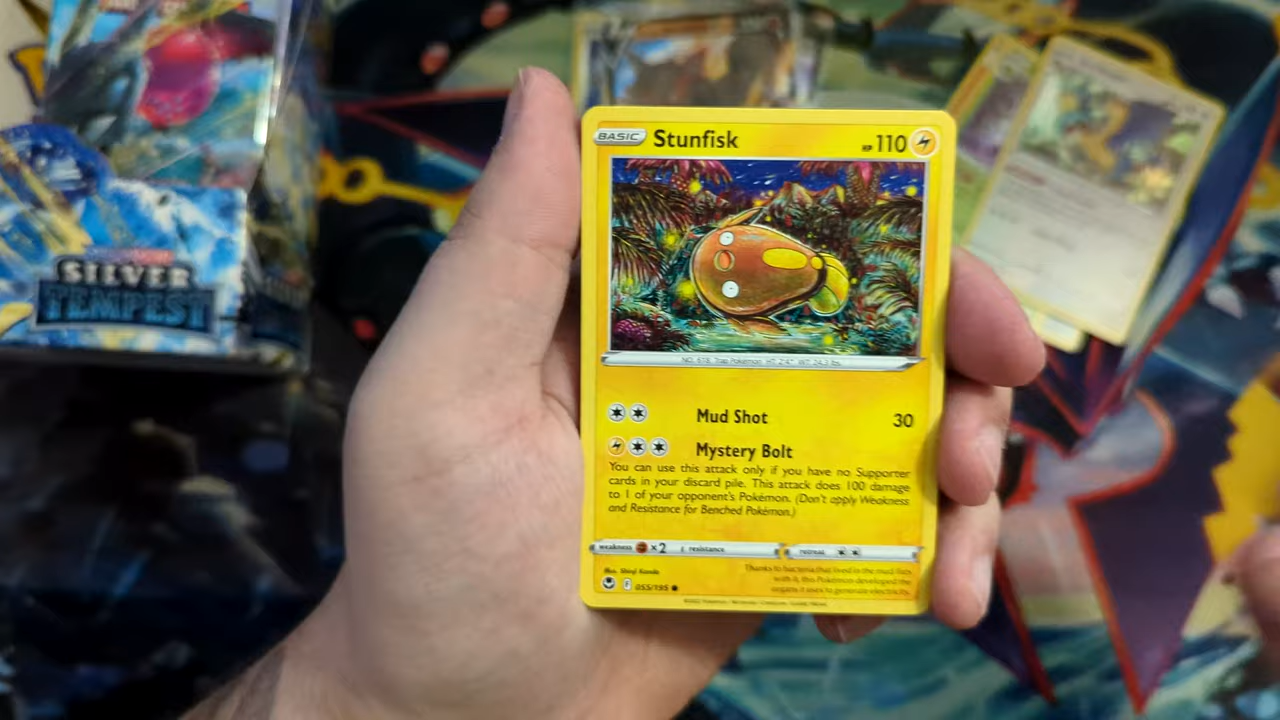 SILVER
TEMPEST
BASIC
Stunfisk
HP 110
NO. 618 Trap Pokémon HT: 2'4" WT: 24.3 lbs.
Mud Shot 30
Mystery Bolt
You can use this attack only if you have no Supporter
cards in your discard pile. This attack does 100 damage
to 1 of your opponent's Pokémon. (Don't apply Weakness
and Resistance for Benched Pokémon.)
weakness ×2 resistance retreat
Illus. Shinji Kanda
F 055/195
Thanks to bacteria that lived in the mud flats
with it, this Pokémon developed the
organs it uses to generate electricity.